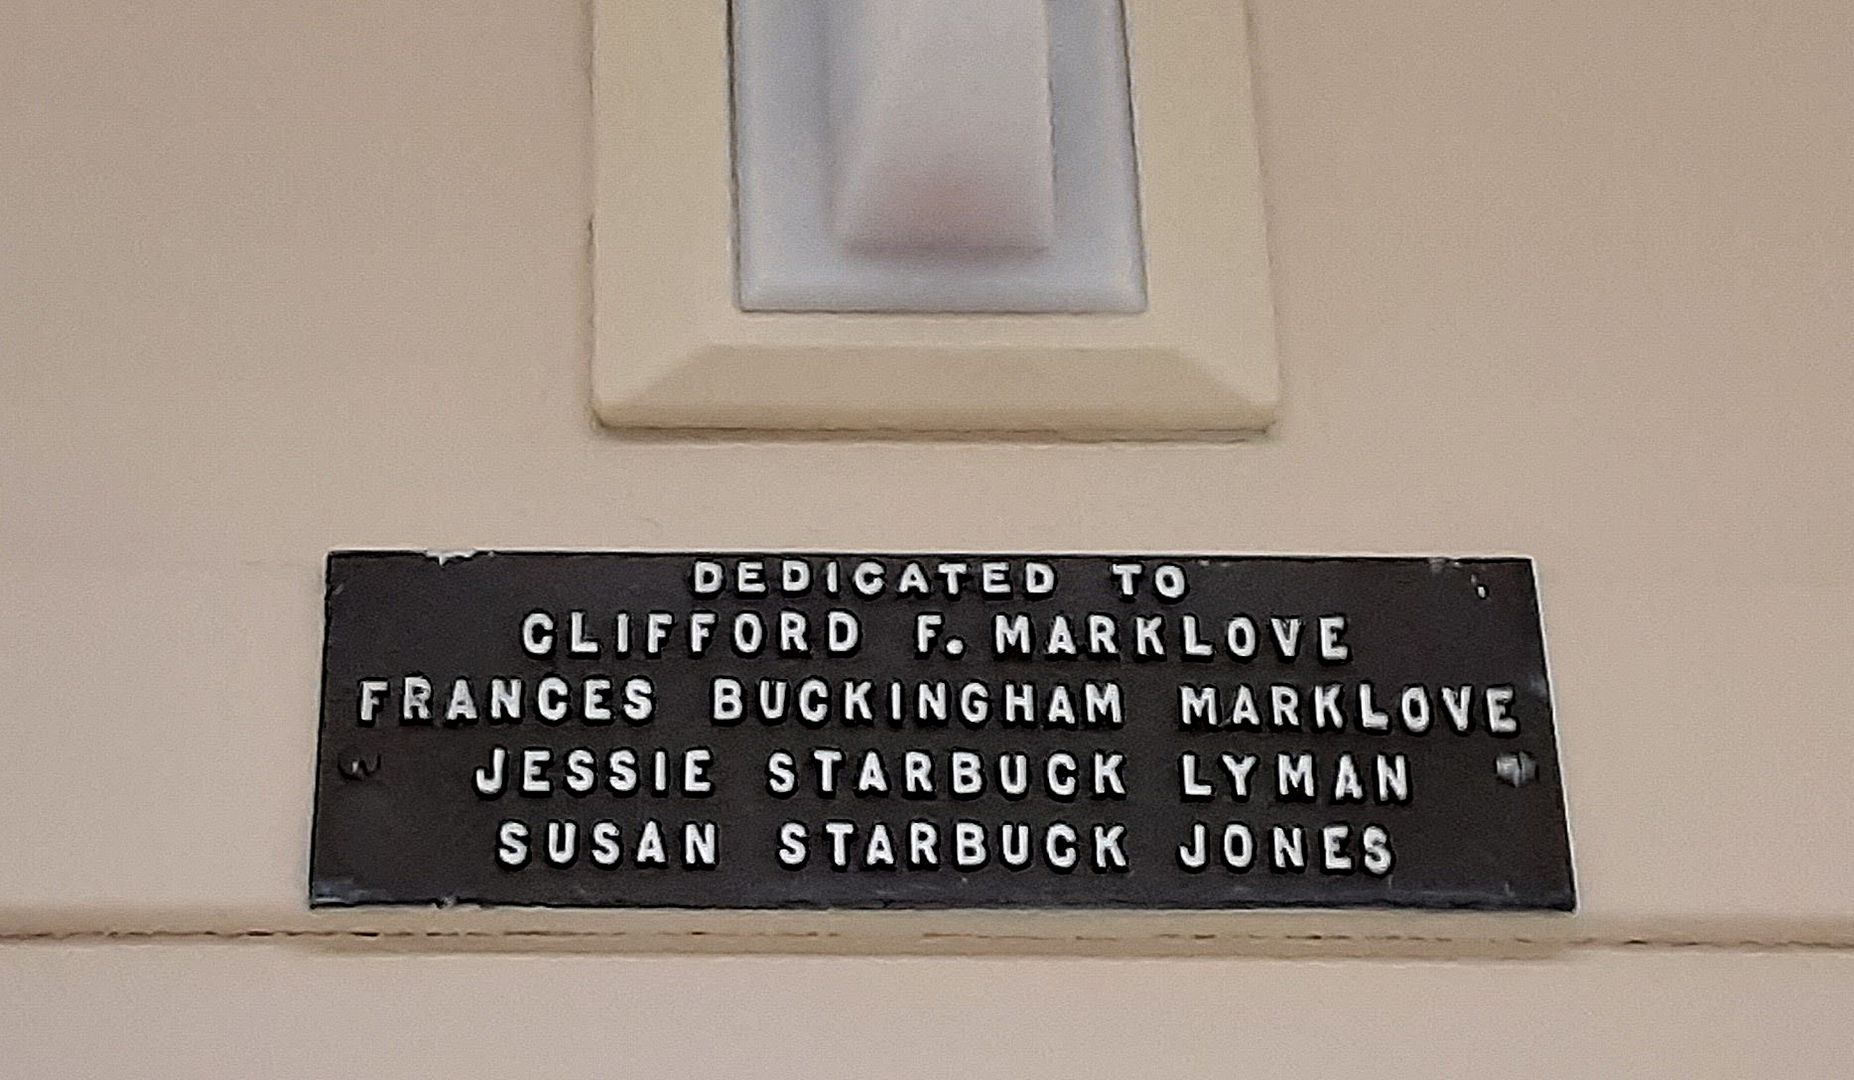 DEDICATED TO
CLIFFORD F. MARKLOVE
FRANCES BUCKINGHAM MARKLOVE
JESSIE STARBUCK LYMAN
SUSAN STARBUCK JONES